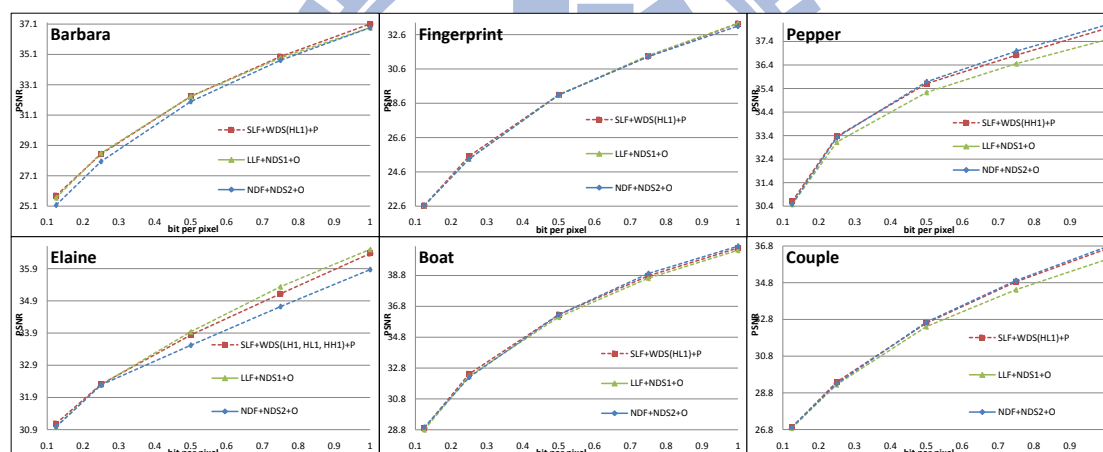 Barbara
PSNR
37.1
35.1
33.1
31.1
29.1
27.1
25.1
SLF+WDS(HL1)+P
LLF+NDS1+O
NDF+NDS2+O
0.1 0.2 0.3 0.4 0.5 0.6 0.7 0.8 0.9 1
bit per pixel
Fingerprint
PSNR
32.6
30.6
28.6
26.6
24.6
22.6
SLF+WDS(HL1)+P
LLF+NDS1+O
NDF+NDS2+O
0.1 0.2 0.3 0.4 0.5 0.6 0.7 0.8 0.9 1
bit per pixel
Pepper
PSNR
37.4
36.4
35.4
34.4
33.4
32.4
31.4
30.4
SLF+WDS(HH1)+P
LLF+NDS1+O
NDF+NDS2+O
0.1 0.2 0.3 0.4 0.5 0.6 0.7 0.8 0.9
bit per pixel
Elaine
PSNR
35.9
34.9
33.9
32.9
31.9
30.9
SLF+WDS(LH1, HL1, HH1)+P
LLF+NDS1+O
NDF+NDS2+O
0.1 0.2 0.3 0.4 0.5 0.6 0.7 0.8 0.9 1
bit per pixel
Boat
PSNR
38.8
36.8
34.8
32.8
30.8
28.8
SLF+WDS(HL1)+P
LLF+NDS1+O
NDF+NDS2+O
0.1 0.2 0.3 0.4 0.5 0.6 0.7 0.8 0.9 1
bit per pixel
Couple
PSNR
36.8
34.8
32.8
30.8
28.8
26.8
SLF+WDS(HL1)+P
LLF+NDS1+O
NDF+NDS2+O
0.1 0.2 0.3 0.4 0.5 0.6 0.7 0.8 0.9
bit per pixel